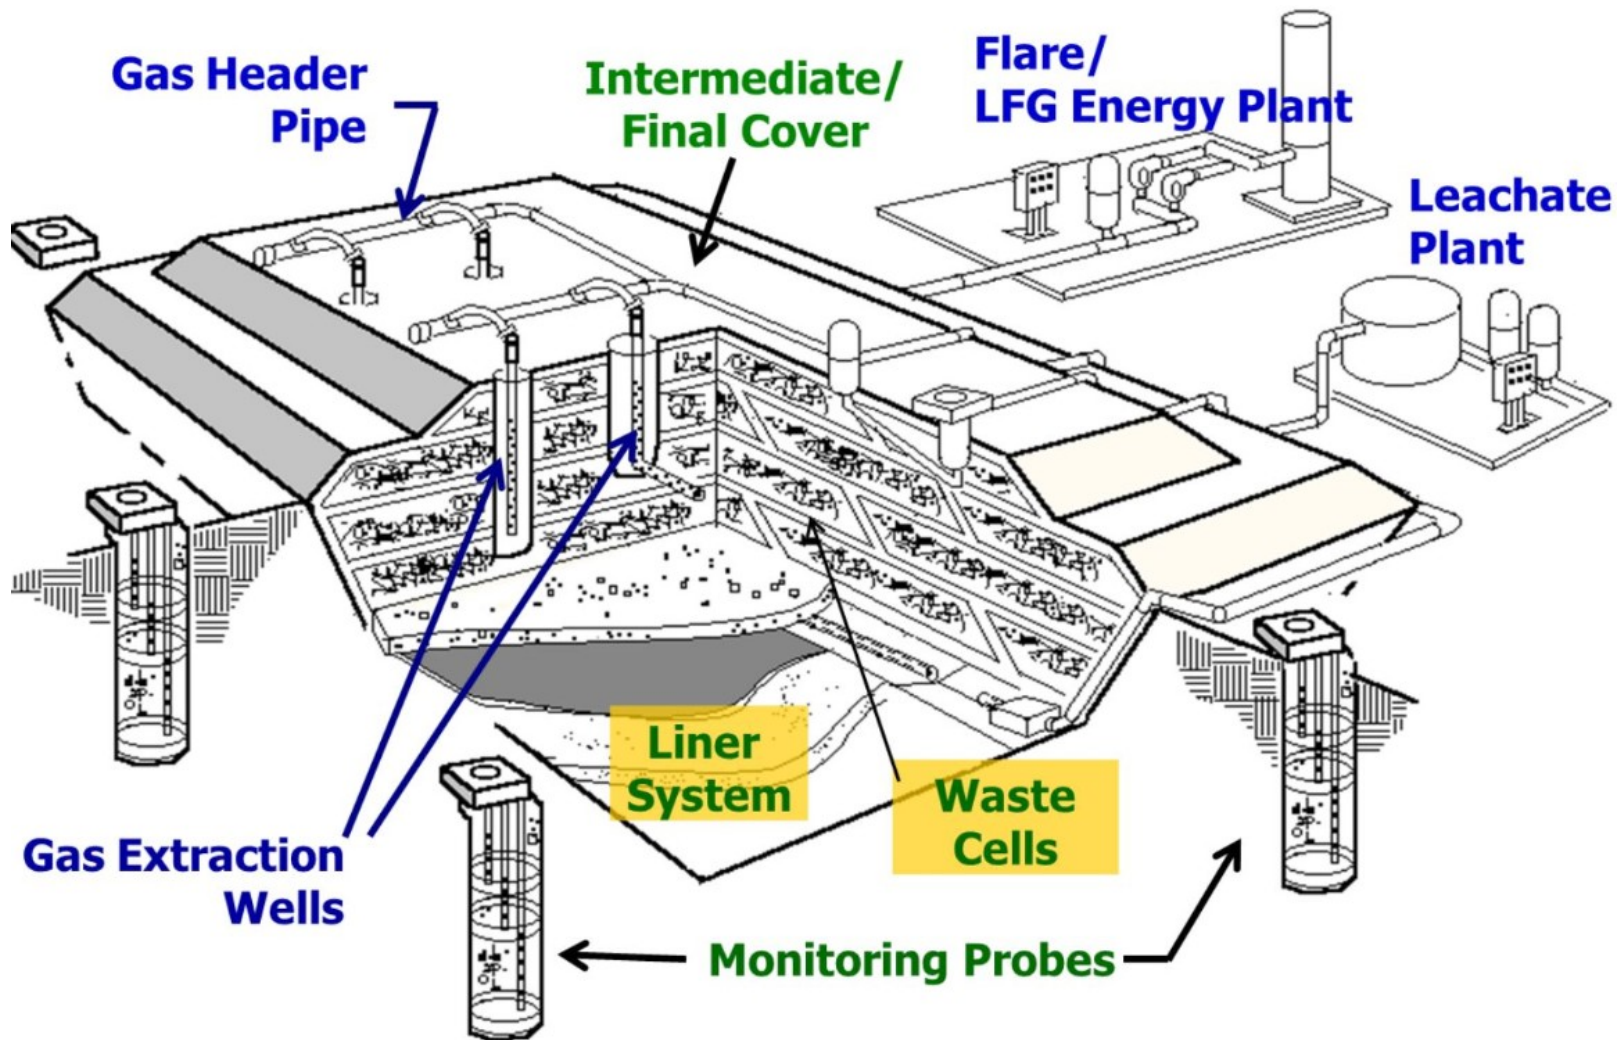 Gas Header
Pipe
Intermediate/
Final Cover
Flare/
LFG Energy Plant
Leachate
Plant
Liner
System
Waste
Cells
Gas Extraction
Wells
Monitoring Probes